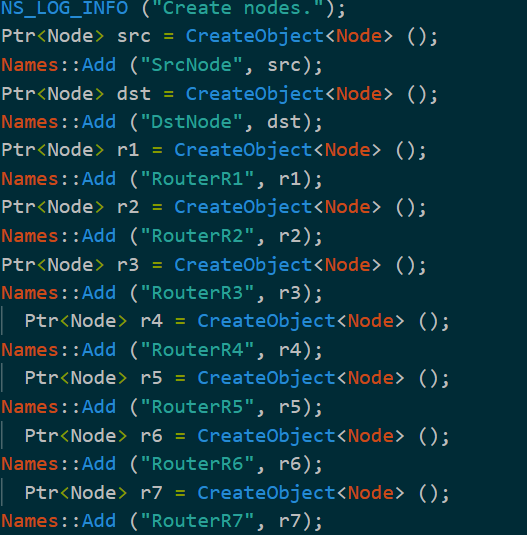 NS_LOG_INFO ("Create nodes.");
Ptr<Node> src = CreateObject<Node> ();
Names::Add ("SrcNode", src);
Ptr<Node> dst = CreateObject<Node> ();
Names::Add ("DstNode", dst);
Ptr<Node> r1 = CreateObject<Node> ();
Names::Add ("RouterR1", r1);
Ptr<Node> r2 = CreateObject<Node> ();
Names::Add ("RouterR2", r2);
Ptr<Node> r3 = CreateObject<Node> ();
Names::Add ("RouterR3", r3);
  Ptr<Node> r4 = CreateObject<Node> ();
Names::Add ("RouterR4", r4);
  Ptr<Node> r5 = CreateObject<Node> ();
Names::Add ("RouterR5", r5);
  Ptr<Node> r6 = CreateObject<Node> ();
Names::Add ("RouterR6", r6);
  Ptr<Node> r7 = CreateObject<Node> ();
Names::Add ("RouterR7", r7);